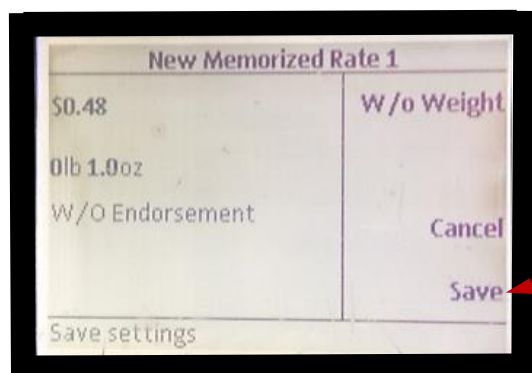 New Memorized Rate 1
$0.48
W/o Weight
0lb 1.0oz
W/O Endorsement
Cancel
Save
Save settings